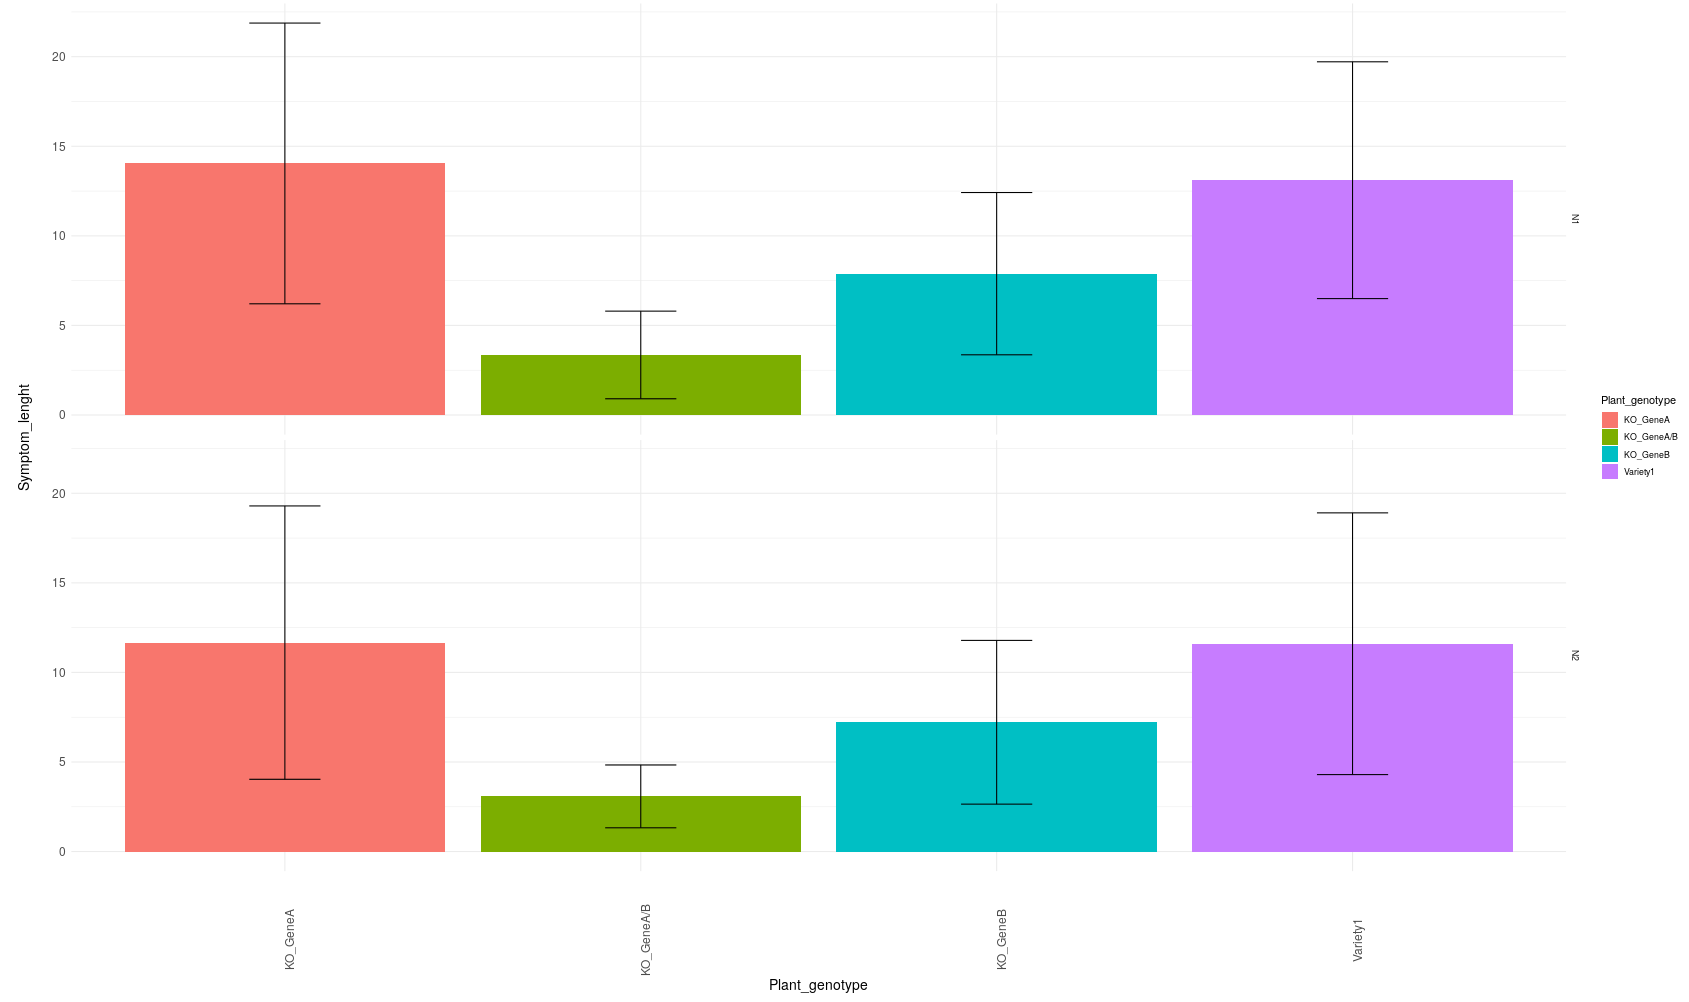 20
15
10
5
0
N1
Symptom_lenght
20
15
10
5
0
N2
KO_GeneA
KO_GeneA/B
KO_GeneB
Variety1
Plant_genotype
Plant_genotype
KO_GeneA
KO_GeneA/B
KO_GeneB
Variety1